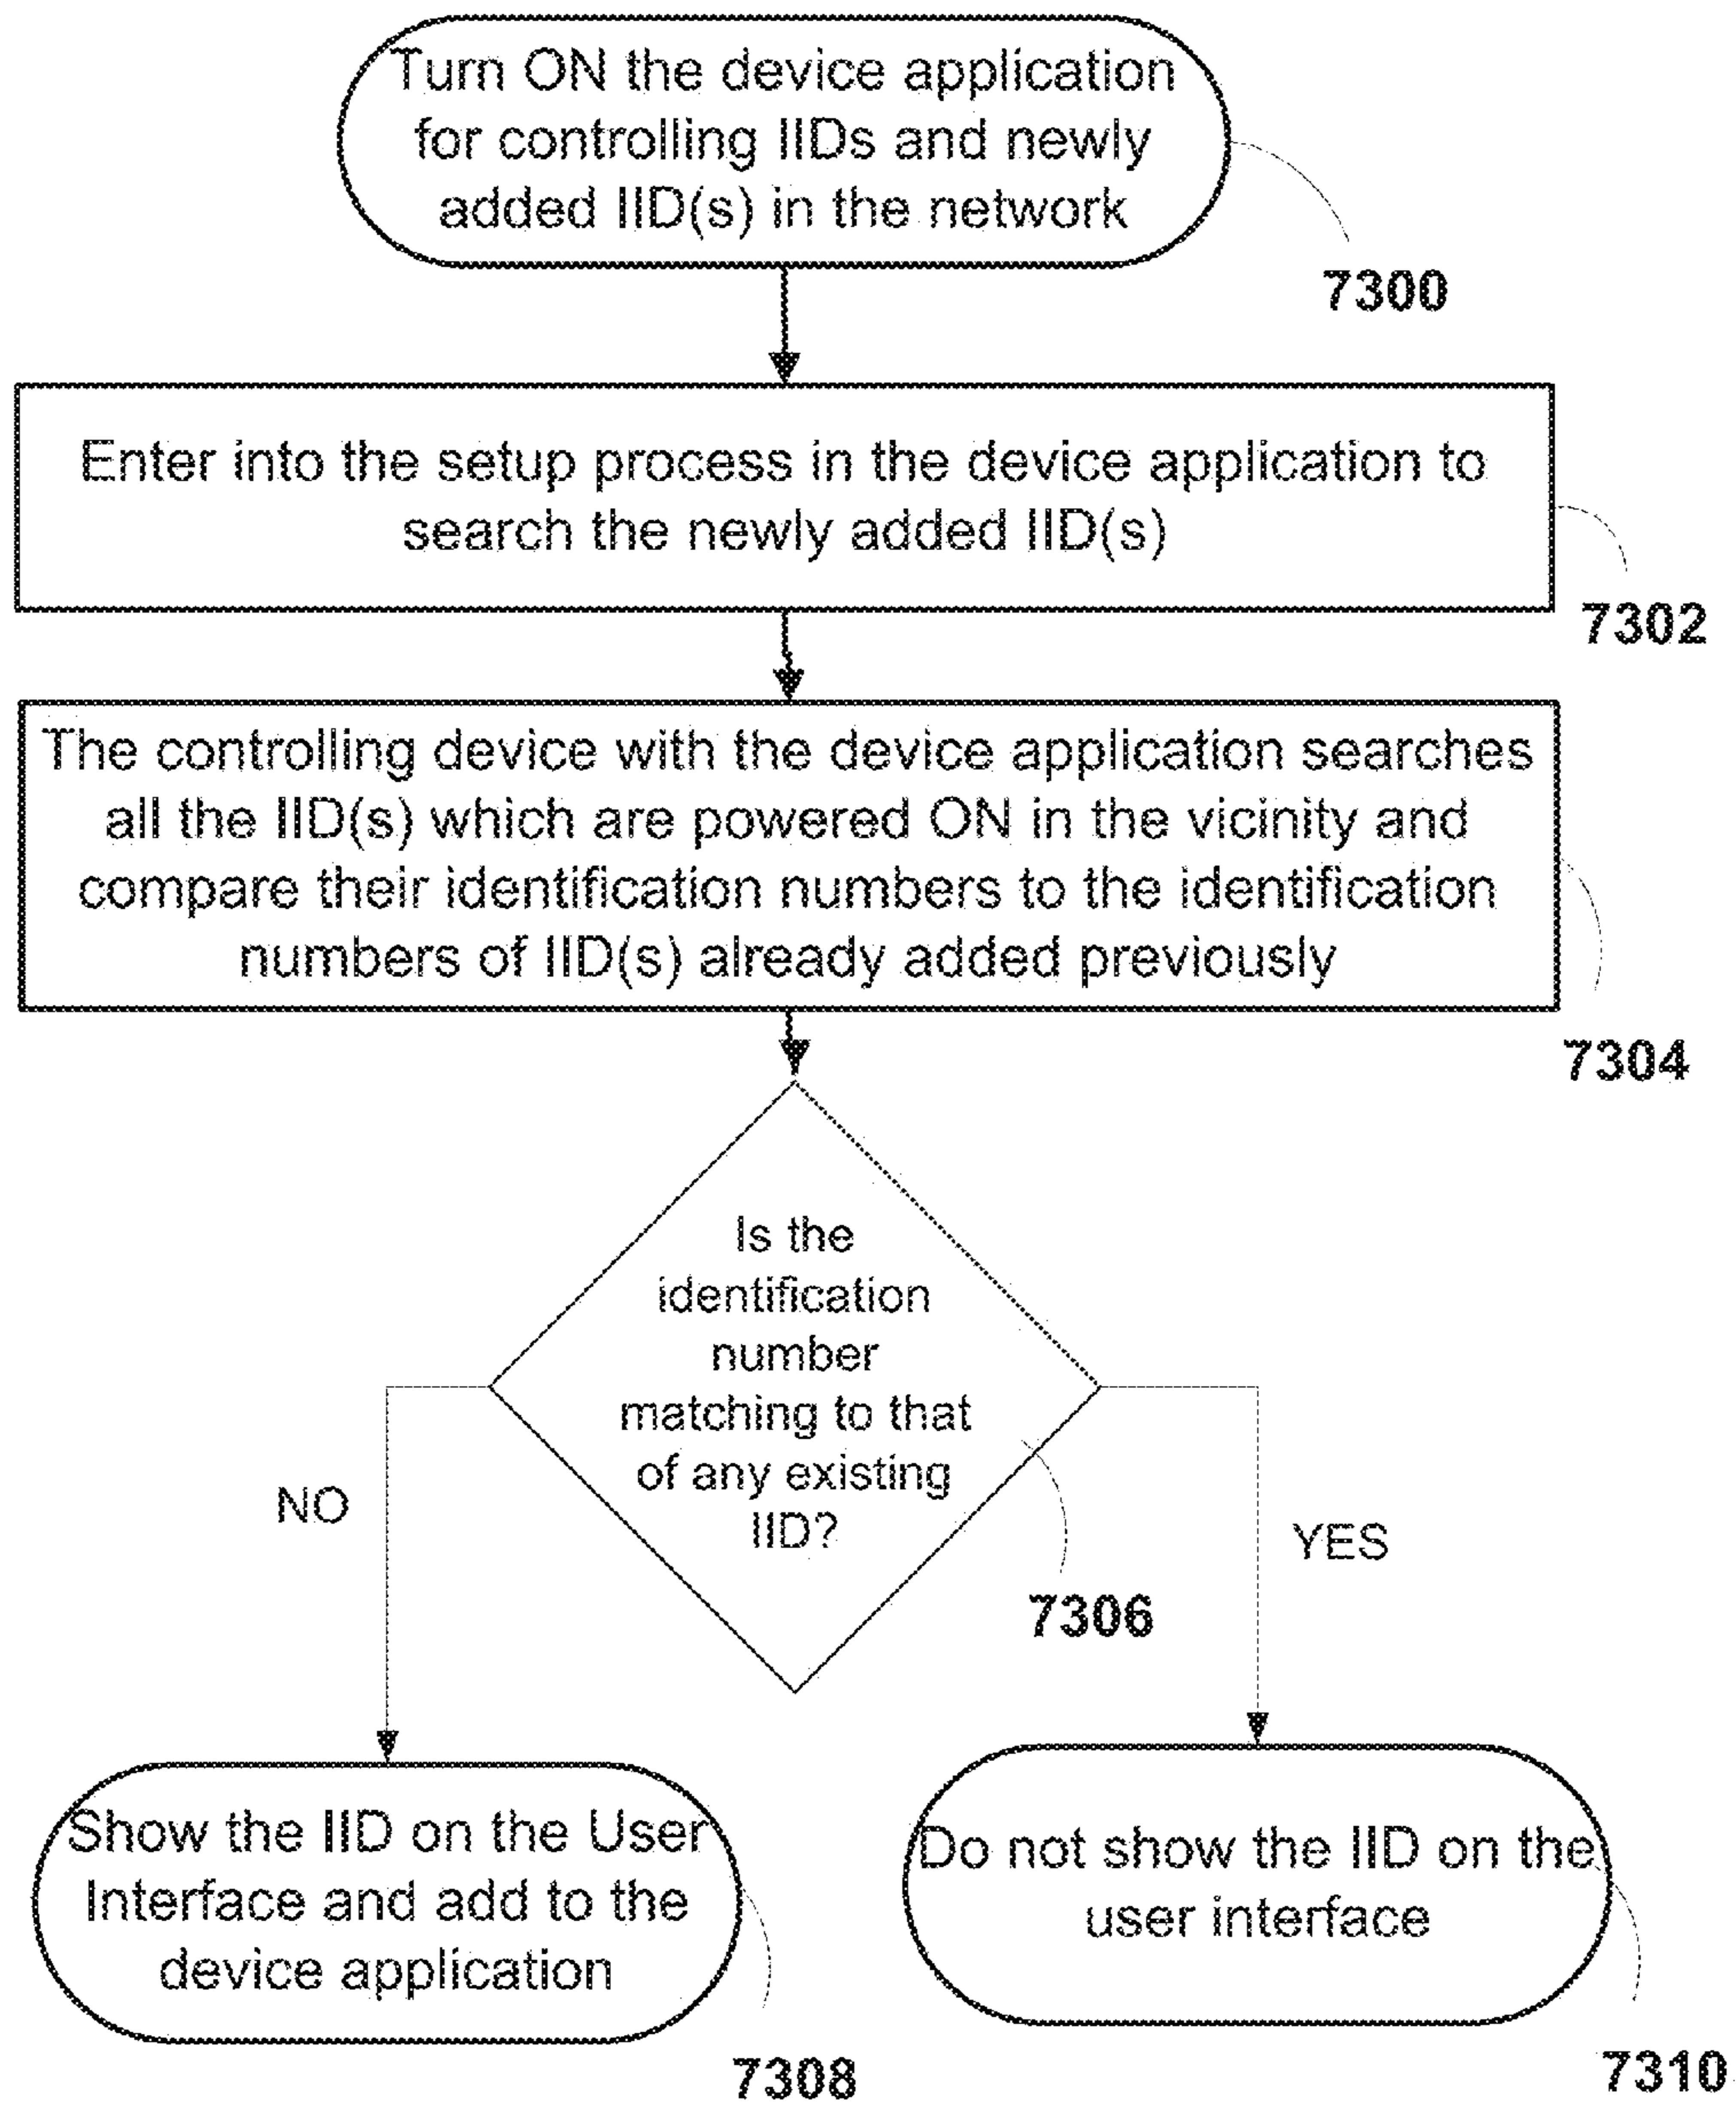 Turn ON the device application
for controlling IIDs and newly
added IID(s) in the network
7300
Enter into the setup process in the device application to
search the newly added IID(s)
7302
The controlling device with the device application searches
all the IID(s) which are powered ON in the vicinity and
compare their identification numbers to the identification
numbers of IID(s) already added previously
7304
Is the
identification
number
matching to that
of any existing
IID?
7306
NO
YES
Show the IID on the User
Interface and add to the
device application
7308
Do not show the IID on the
user interface
7310